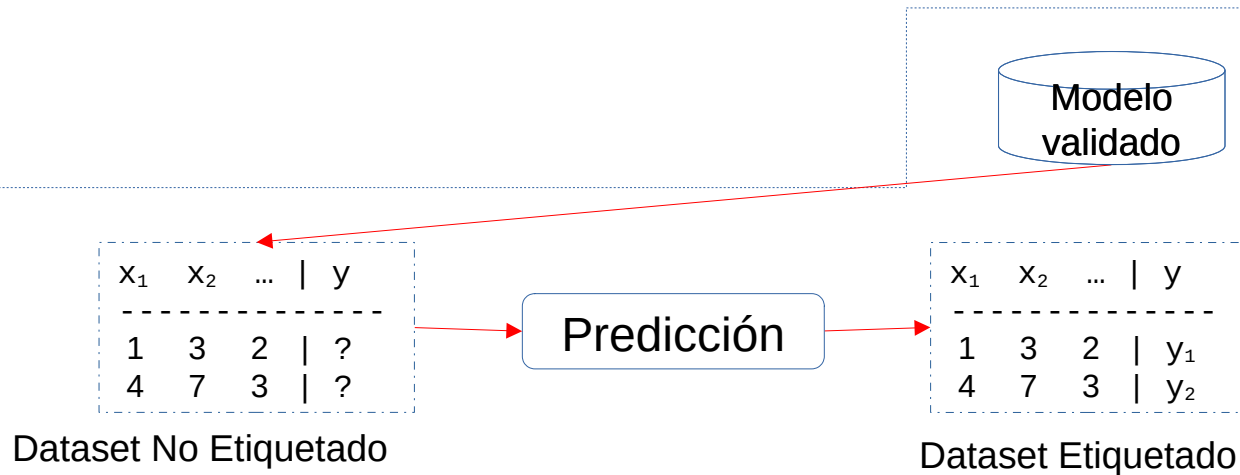 Modelo
validado
x₁ x₂ … | y
--------------
1 3 2 | ?
4 7 3 | ?
Dataset No Etiquetado
Predicción
x₁ x₂ … | y
--------------
1 3 2 | y₁
4 7 3 | y₂
Dataset Etiquetado